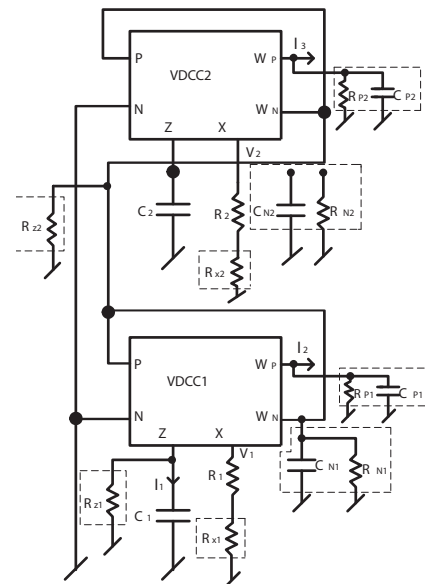 I 3
P
W P
R P2
C P2
VDCC2
N
W N
Z
X
V 2
C 2
R 2
C N2
R N2
R z2
R x2
I 2
P
W P
R P1
C P1
VDCC1
N
W N
Z
X
V 1
R 1
C N1
R N1
R z1
I 1
C 1
R x1